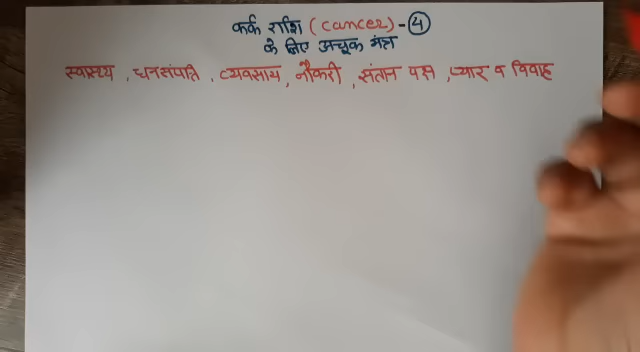 कर्क राशि (cancer) - 4
के लिए अचूक मंत्र
स्वास्थ्य , धनसंपत्ति , व्यवसाय , नौकरी , संतान पक्ष , प्यार व विवाह